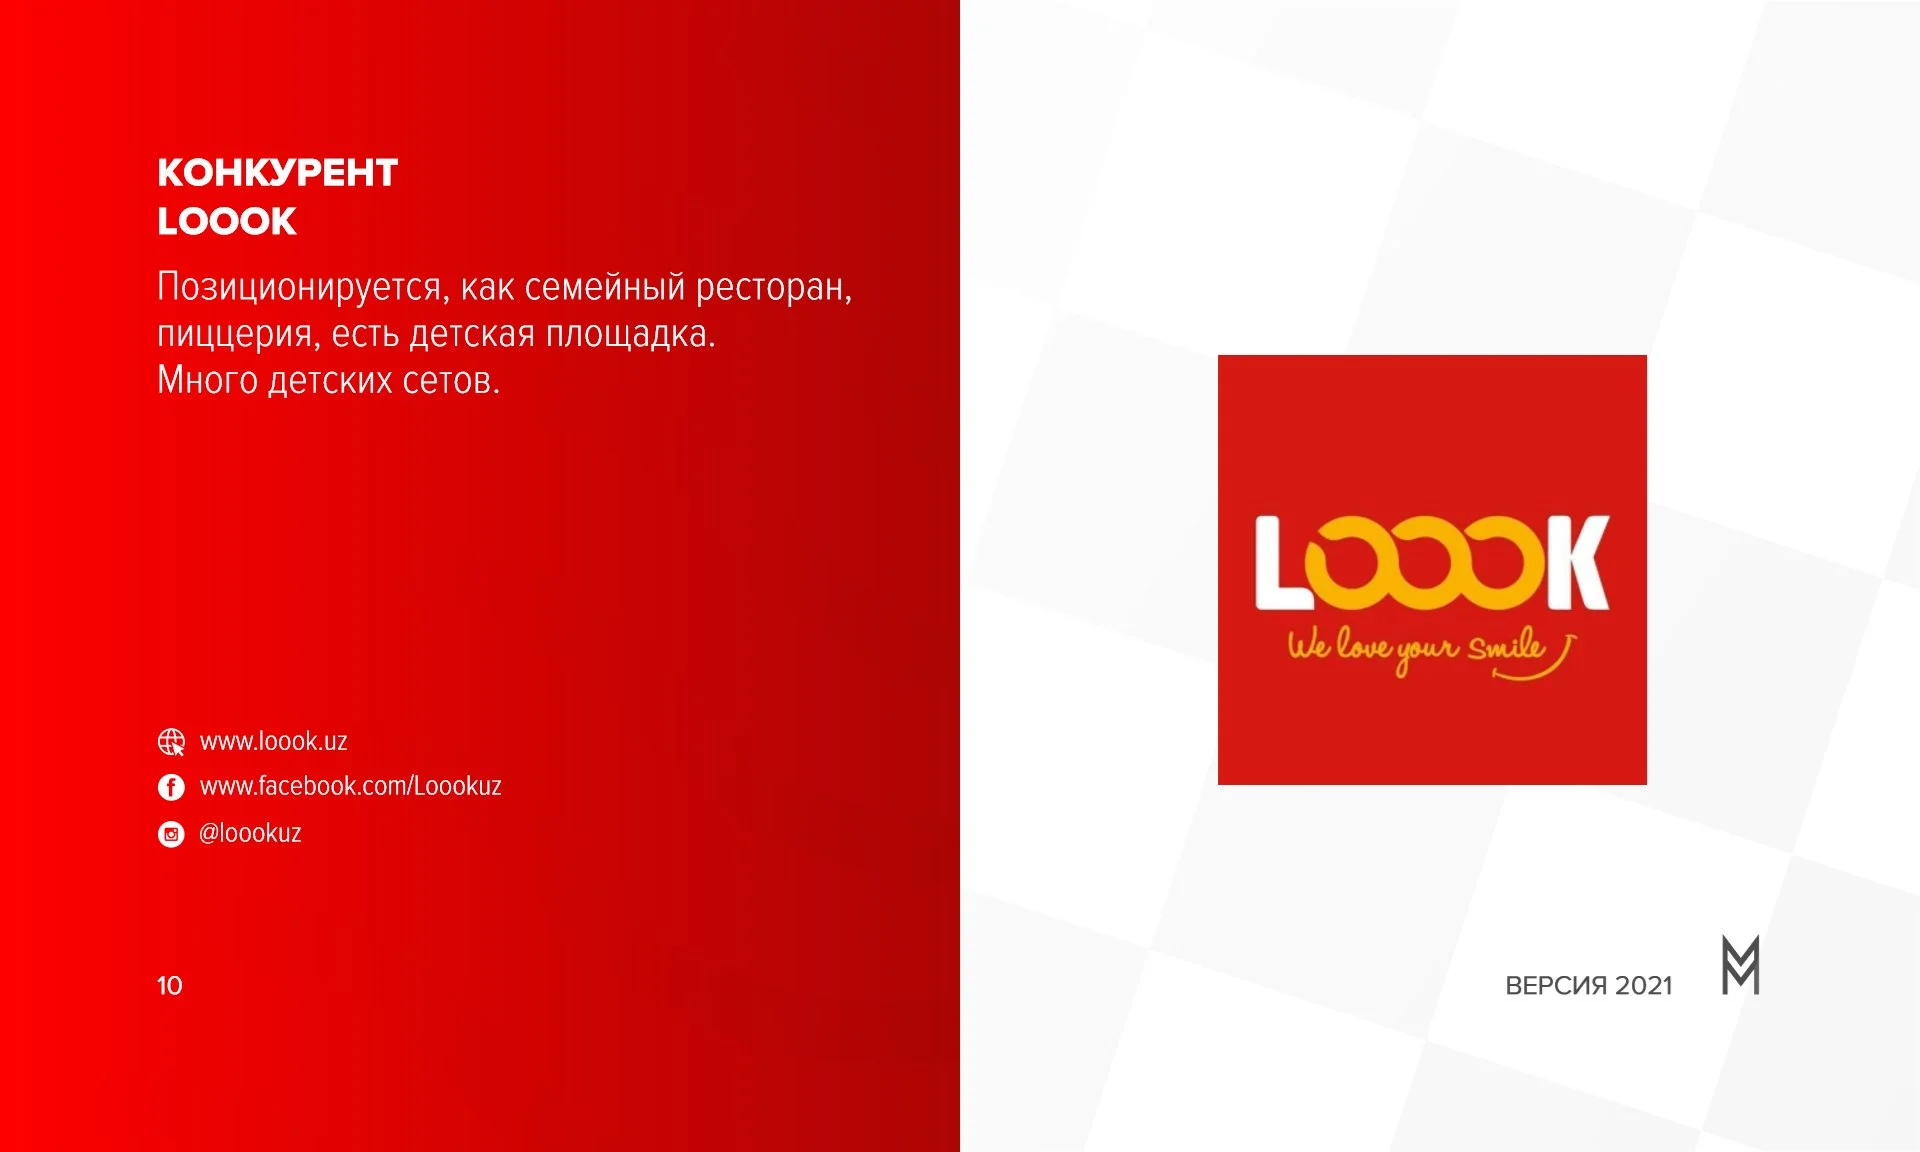 КОНКУРЕНТ
LOOOK
Позиционируется, как семейный ресторан,
пиццерия, есть детская площадка.
Много детских сетов.
www.loook.uz
www.facebook.com/Loookuz
@loookuz
10
LOOOK
We love your smile
ВЕРСИЯ 2021